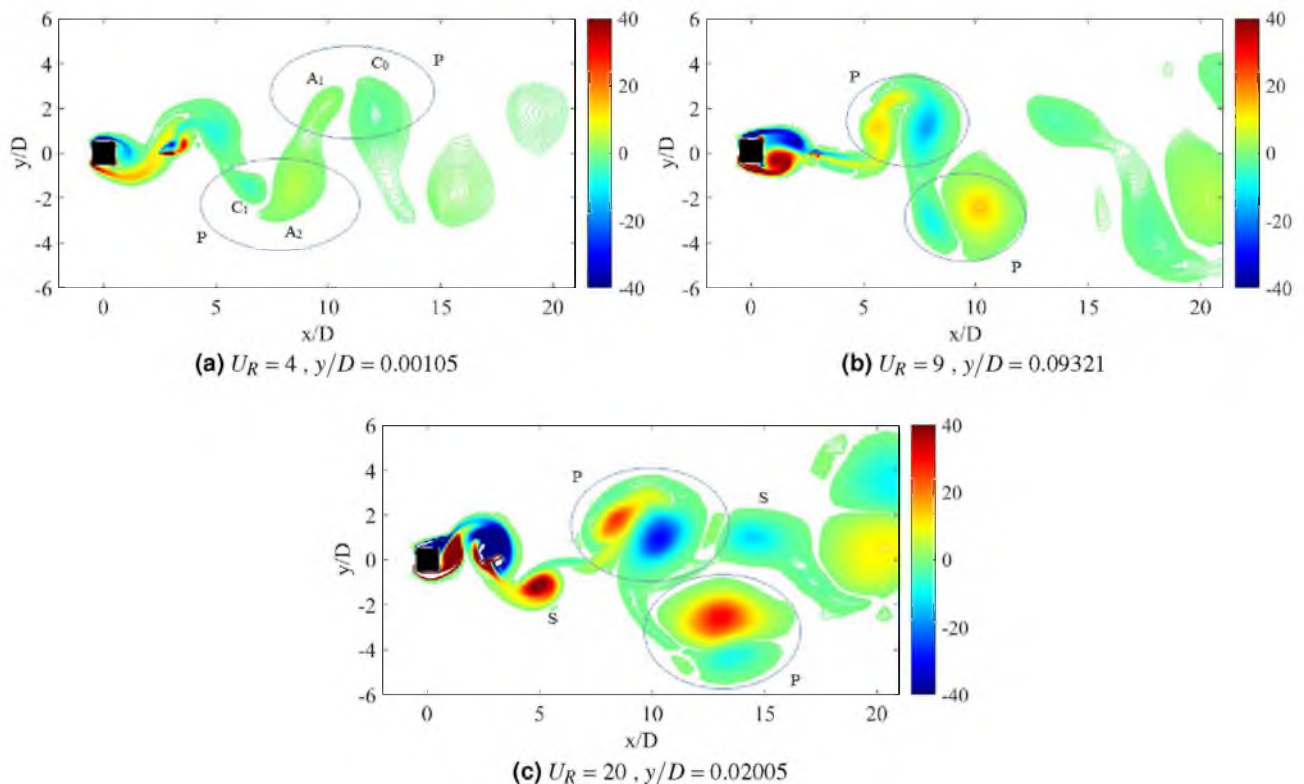 6
4
2
0
-2
-4
-6
y/D
0 5 10 15 20
x/D
A1 C0 P
C1 A2 P
40
20
0
-20
-40
(a) U_R = 4 , y/D = 0.00105
6
4
2
0
-2
-4
-6
y/D
0 5 10 15 20
x/D
P
P
40
20
0
-20
-40
(b) U_R = 9 , y/D = 0.09321
6
4
2
0
-2
-4
-6
y/D
0 5 10 15 20
x/D
P
S
S
P
40
20
0
-20
-40
(c) U_R = 20 , y/D = 0.02005